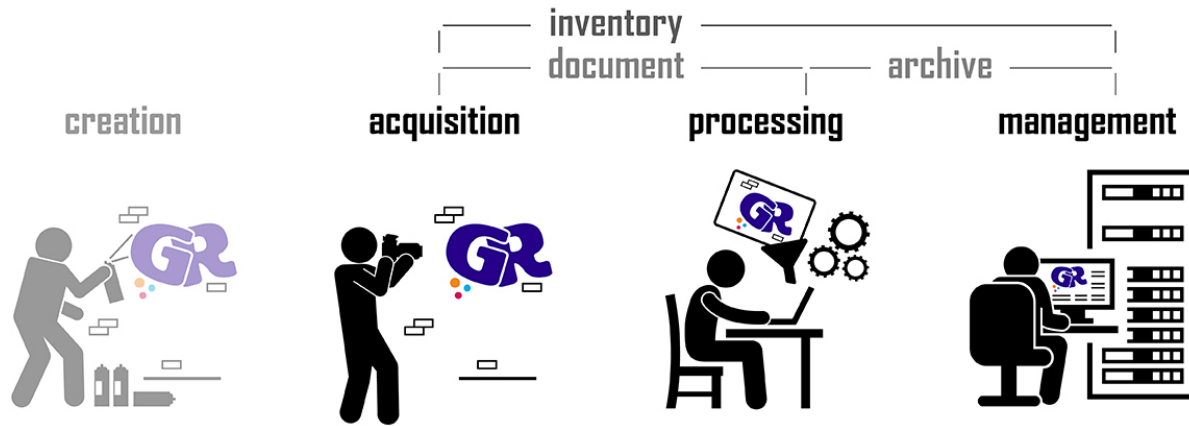 inventory
document archive
creation acquisition processing management
GR GR GR GR